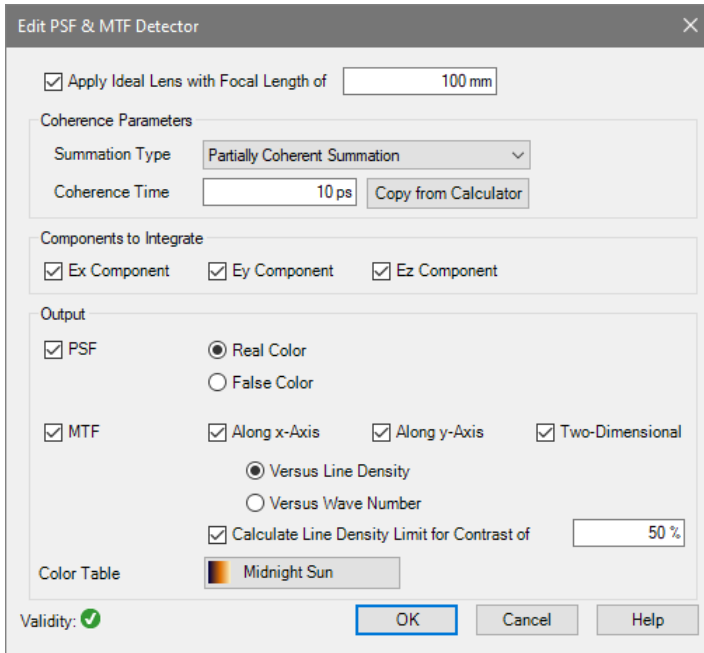 Edit PSF & MTF Detector
Apply Ideal Lens with Focal Length of 100 mm
Coherence Parameters
Summation Type Partially Coherent Summation
Coherence Time 10 ps Copy from Calculator
Components to Integrate
Ex Component Ey Component Ez Component
Output
PSF Real Color
False Color
MTF Along x-Axis Along y-Axis Two-Dimensional
Versus Line Density
Versus Wave Number
Calculate Line Density Limit for Contrast of 50 %
Color Table Midnight Sun
Validity: OK Cancel Help